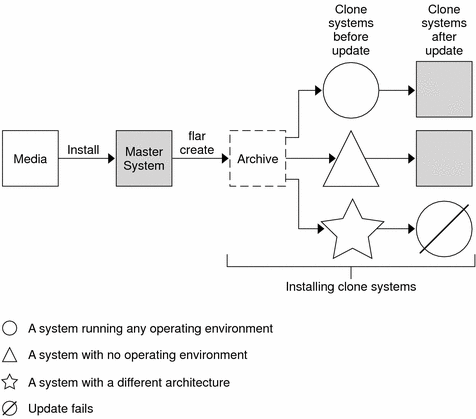 Clone
systems
before
update
Clone
systems
after
update
Media
Install
Master
System
flar
create
Archive
Installing clone systems
A system running any operating environment
A system with no operating environment
A system with a different architecture
Update fails